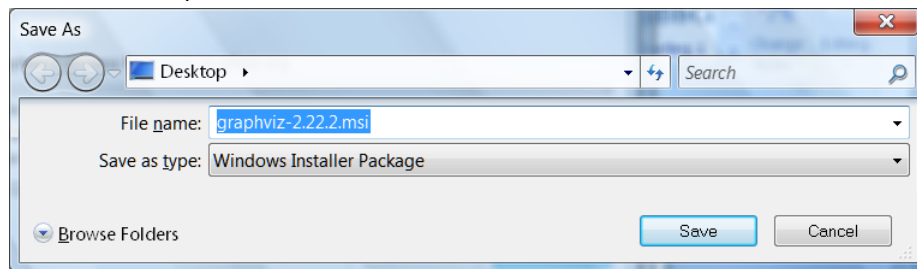 Save As
Desktop
Search
File name: graphviz-2.22.2.msi
Save as type: Windows Installer Package
Browse Folders
Save
Cancel